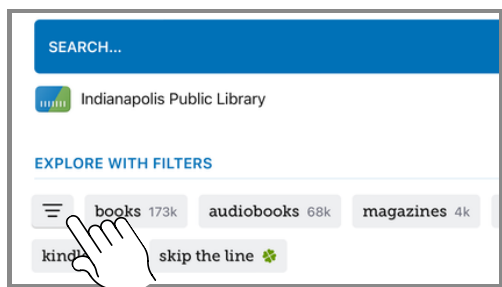 SEARCH...
Indianapolis Public Library
EXPLORE WITH FILTERS
books 173k audiobooks 68k magazines 4k
skip the line